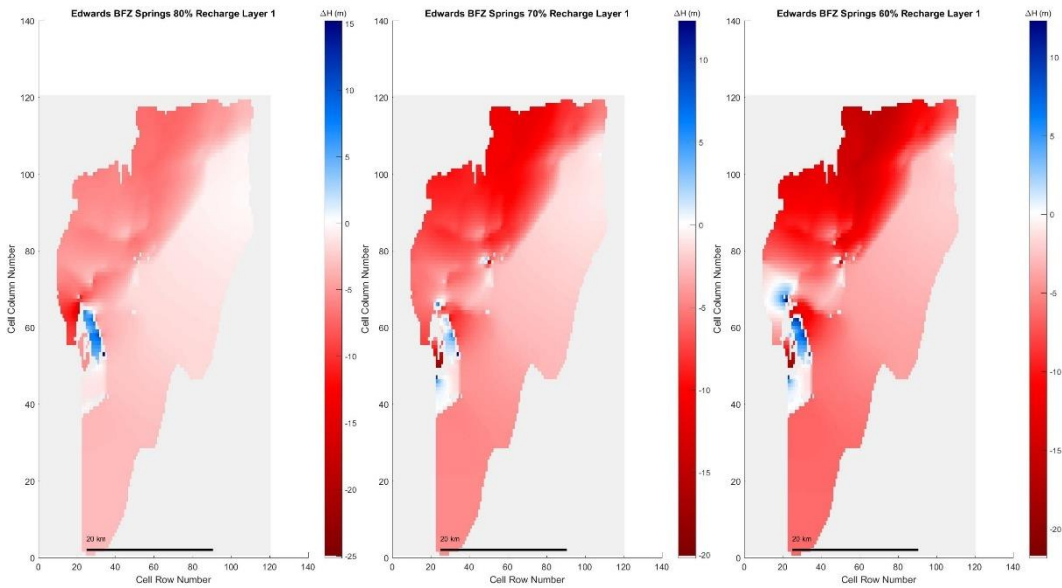 Edwards BFZ Springs 80% Recharge Layer 1
ΔH (m)
140
120
100
80
60
40
20
0
Cell Column Number
20 km
0 20 40 60 80 100 120 140
Cell Row Number
15
10
5
0
-5
-10
-15
-20
-25
Edwards BFZ Springs 70% Recharge Layer 1
ΔH (m)
140
120
100
80
60
40
20
0
Cell Column Number
20 km
0 20 40 60 80 100 120 140
Cell Row Number
10
5
0
-5
-10
-15
-20
Edwards BFZ Springs 60% Recharge Layer 1
ΔH (m)
140
120
100
80
60
40
20
0
Cell Column Number
20 km
0 20 40 60 80 100 120 140
Cell Row Number
10
5
0
-5
-10
-15
-20